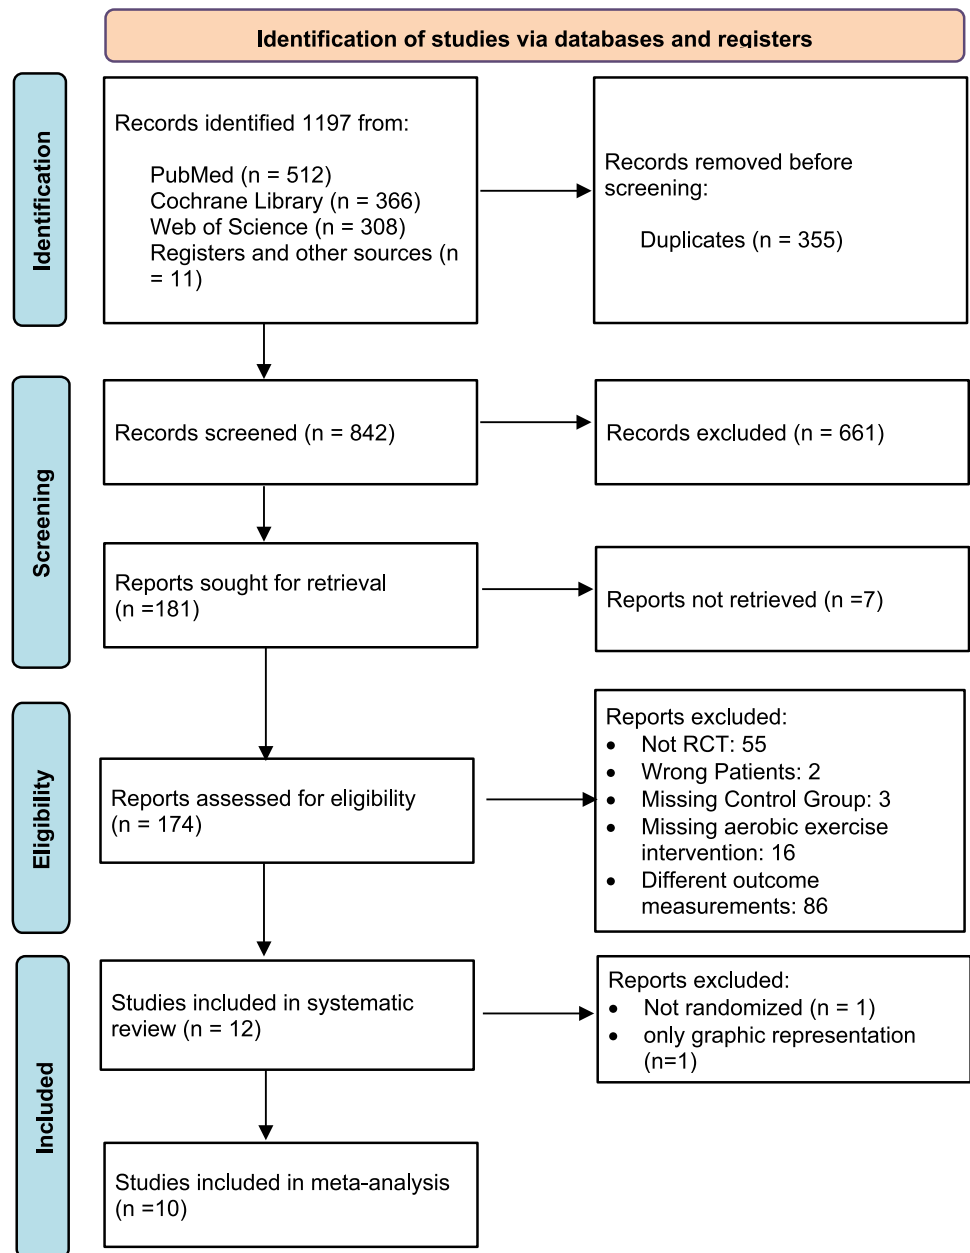 Identification of studies via databases and registers
Identification
Records identified 1197 from:
PubMed (n = 512)
Cochrane Library (n = 366)
Web of Science (n = 308)
Registers and other sources (n
= 11)
Records removed before
screening:
Duplicates (n = 355)
Screening
Records screened (n = 842)
Records excluded (n = 661)
Reports sought for retrieval
(n =181)
Reports not retrieved (n =7)
Eligibility
Reports assessed for eligibility
(n = 174)
Reports excluded:
• Not RCT: 55
• Wrong Patients: 2
• Missing Control Group: 3
• Missing aerobic exercise
intervention: 16
• Different outcome
measurements: 86
Included
Studies included in systematic
review (n = 12)
Reports excluded:
• Not randomized (n = 1)
• only graphic representation
(n=1)
Studies included in meta-analysis
(n =10)